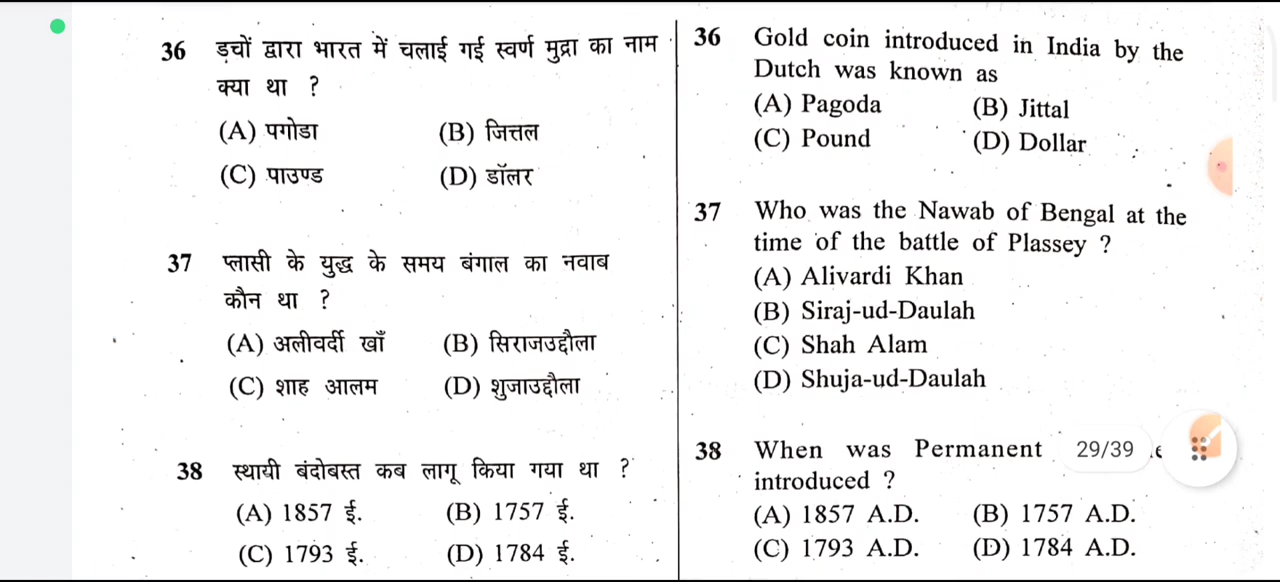 36 डचों द्वारा भारत में चलाई गई स्वर्ण मुद्रा का नाम
क्या था ?
(A) पगोडा (B) जित्तल
(C) पाउण्ड (D) डॉलर
37 प्लासी के युद्ध के समय बंगाल का नवाब
कौन था ?
(A) अलीवर्दी खाँ (B) सिराजउद्दौला
(C) शाह आलम (D) शुजाउद्दौला
38 स्थायी बंदोबस्त कब लागू किया गया था ?
(A) 1857 ई. (B) 1757 ई.
(C) 1793 ई. (D) 1784 ई.
36 Gold coin introduced in India by the
Dutch was known as
(A) Pagoda (B) Jittal
(C) Pound (D) Dollar
37 Who was the Nawab of Bengal at the
time of the battle of Plassey ?
(A) Alivardi Khan
(B) Siraj-ud-Daulah
(C) Shah Alam
(D) Shuja-ud-Daulah
38 When was Permanent
29/39
introduced ?
(A) 1857 A.D. (B) 1757 A.D.
(C) 1793 A.D. (D) 1784 A.D.